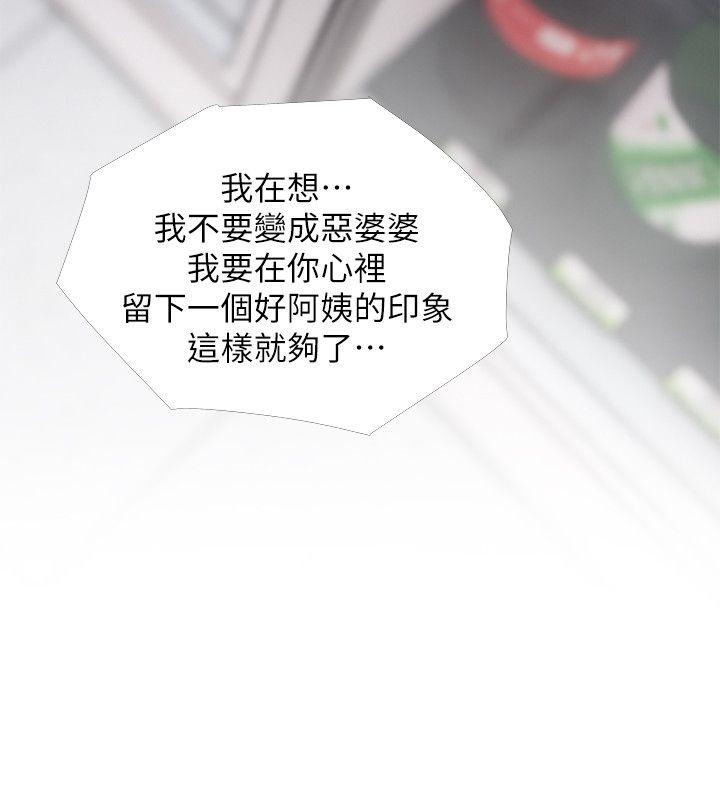 我在想⋯
我不要變成惡婆婆
我要在你心裡
留下一個好阿姨的印象
這樣就夠了⋯